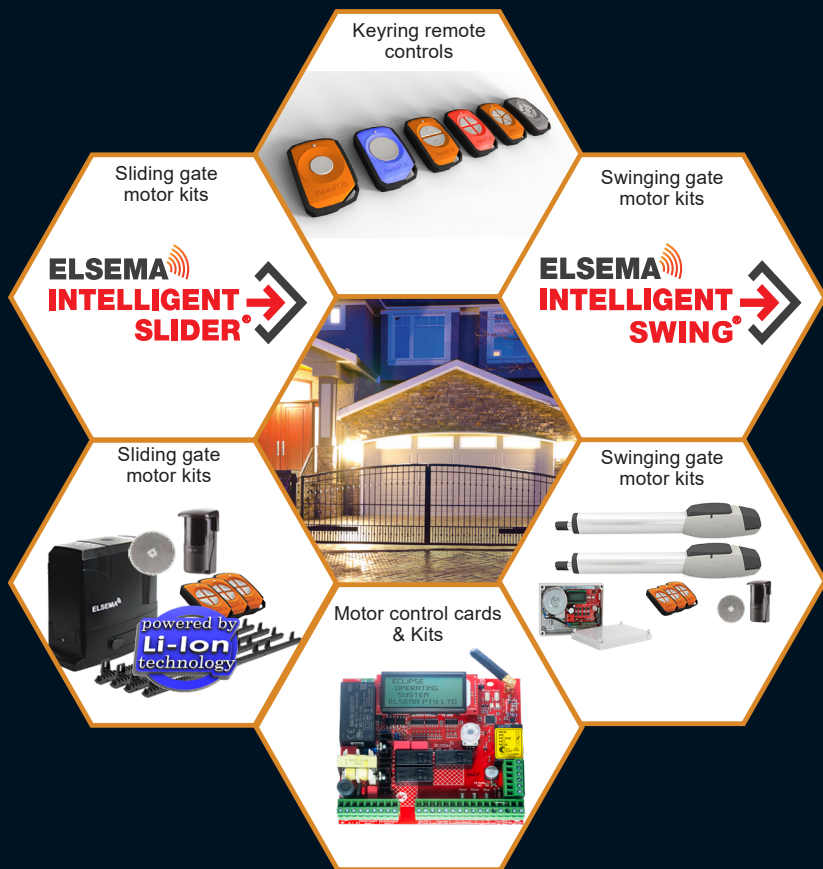 Keyring remote
controls
Sliding gate
motor kits
ELSEMA
INTELLIGENT
SLIDER®
Swinging gate
motor kits
ELSEMA
INTELLIGENT
SWING®
Sliding gate
motor kits
ELSEMA
powered by
Li-Ion
technology
Swinging gate
motor kits
Motor control cards
& Kits
ECLIPSE
OPERATING
SYSTEM
ELSEMA PTY LTD